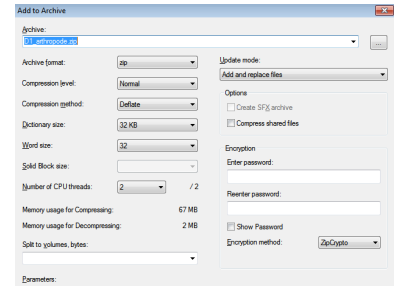 Add to Archive
Archive:
D1_arthropode.zip
...
Archive format:
zip
Compression level:
Normal
Compression method:
Deflate
Dictionary size:
32 KB
Word size:
32
Solid Block size:
Number of CPU threads:
2
/ 2
Memory usage for Compressing:
67 MB
Memory usage for Decompressing:
2 MB
Split to volumes, bytes:
Parameters:
Update mode:
Add and replace files
Options
Create SFX archive
Compress shared files
Encryption
Enter password:
Reenter password:
Show Password
Encryption method:
ZipCrypto